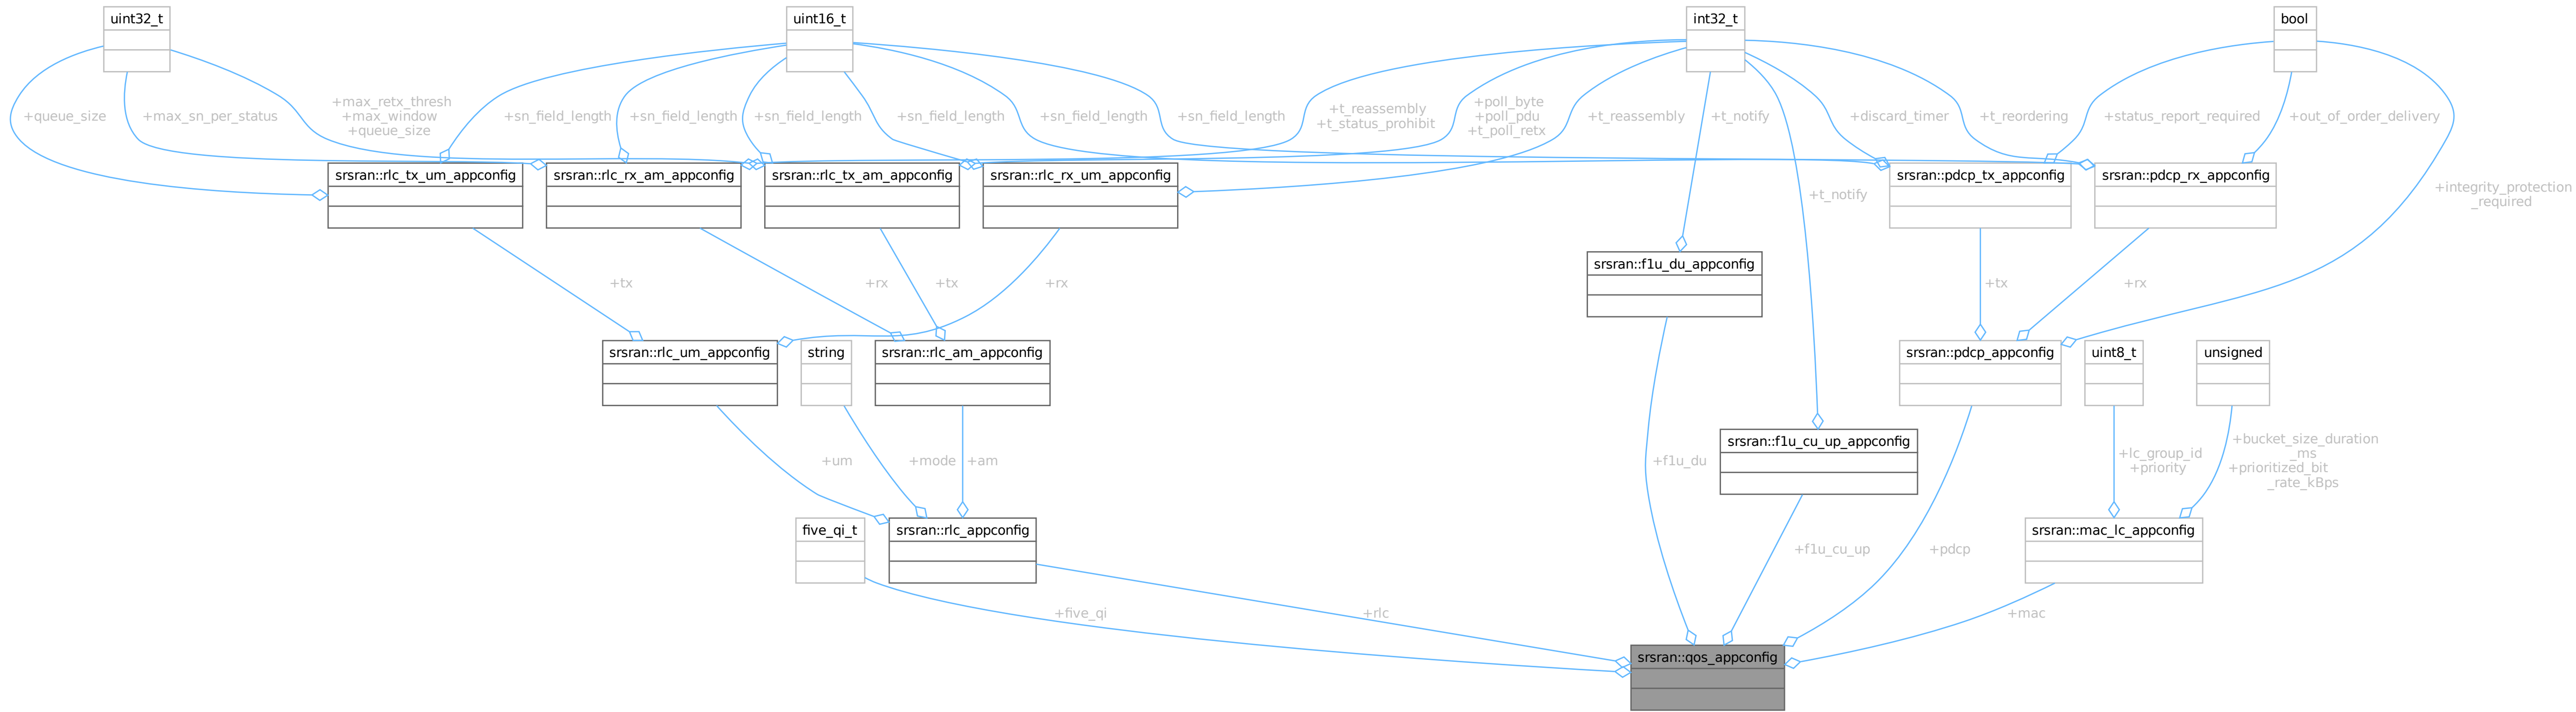 uint32_t
uint16_t
int32_t
bool
+queue_size
+max_sn_per_status
+max_retx_thresh
+max_window
+queue_size
+sn_field_length
+sn_field_length
+sn_field_length
+sn_field_length
+sn_field_length
+sn_field_length
+t_reassembly
+t_status_prohibit
+poll_byte
+poll_pdu
+t_poll_retx
+t_reassembly
+t_notify
+discard_timer
+t_reordering
+status_report_required
+out_of_order_delivery
srsran::rlc_tx_um_appconfig
srsran::rlc_rx_am_appconfig
srsran::rlc_tx_am_appconfig
srsran::rlc_rx_um_appconfig
+t_notify
srsran::pdcp_tx_appconfig
srsran::pdcp_rx_appconfig
+integrity_protection
_required
srsran::f1u_du_appconfig
+tx
+rx
+tx
+rx
+tx
+rx
srsran::rlc_um_appconfig
string
srsran::rlc_am_appconfig
srsran::pdcp_appconfig
uint8_t
unsigned
srsran::f1u_cu_up_appconfig
+um
+mode
+am
+f1u_du
+lc_group_id
+priority
+bucket_size_duration
_ms
+prioritized_bit
_rate_kBps
five_qi_t
srsran::rlc_appconfig
srsran::mac_lc_appconfig
+f1u_cu_up
+pdcp
+five_qi
+rlc
+mac
srsran::qos_appconfig